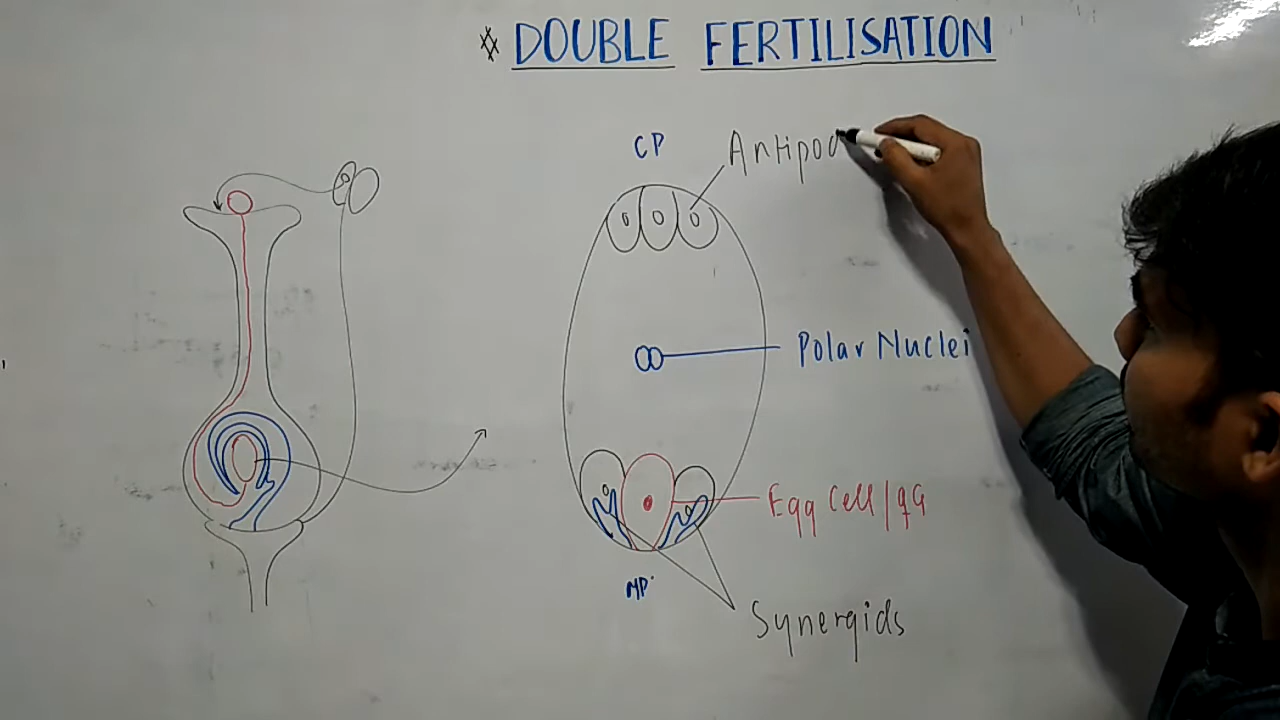 * DOUBLE FERTILISATION
CP
Antipod
Polar Nuclei
Egg Cell/♀G
MP
Synergids